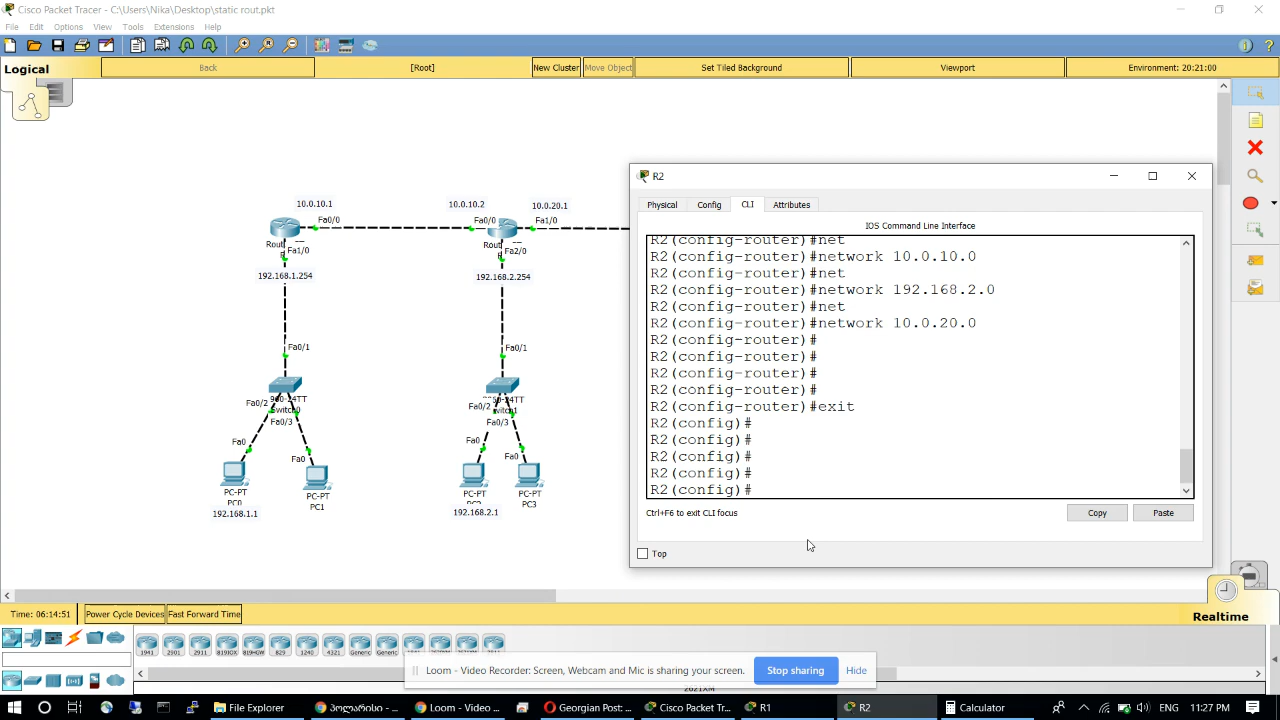 Cisco Packet Tracer - C:\Users\Nika\Desktop\static rout.pkt
File Edit Options View Tools Extensions Help
Logical
Back
[Root]
New Cluster
Move Object
Set Tiled Background
Viewport
Environment: 20:21:00
10.0.10.1
Fa0/0
Fa1/0
192.168.1.254
10.0.10.2
10.0.20.1
Fa0/0
Fa1/0
Fa2/0
192.168.2.254
Fa0/1
Fa0/1
Fa0/2
Fa0/3
Fa0/2
Fa0/3
Fa0
Fa0
Fa0
Fa0
PC-PT
PC0
192.168.1.1
PC-PT
PC1
PC-PT
192.168.2.1
PC-PT
PC3
R2
Physical Config CLI Attributes
IOS Command Line Interface
R2(config-router)#net
R2(config-router)#network 10.0.10.0
R2(config-router)#net
R2(config-router)#network 192.168.2.0
R2(config-router)#net
R2(config-router)#network 10.0.20.0
R2(config-router)#
R2(config-router)#
R2(config-router)#
R2(config-router)#
R2(config-router)#exit
R2(config)#
R2(config)#
R2(config)#
R2(config)#
R2(config)#
Ctrl+F6 to exit CLI focus
Copy
Paste
Top
Time: 06:14:51
Power Cycle Devices
Fast Forward Time
Realtime
1941 2901 2911 819IOX 819HGW 829 1240 4321 Generic Generic
Loom – Video Recorder: Screen, Webcam and Mic is sharing your screen.
Stop sharing
Hide
2621XM
File Explorer
Loom - Video ...
Georgian Post: ...
Cisco Packet Tr...
R1
R2
Calculator
ENG
11:27 PM